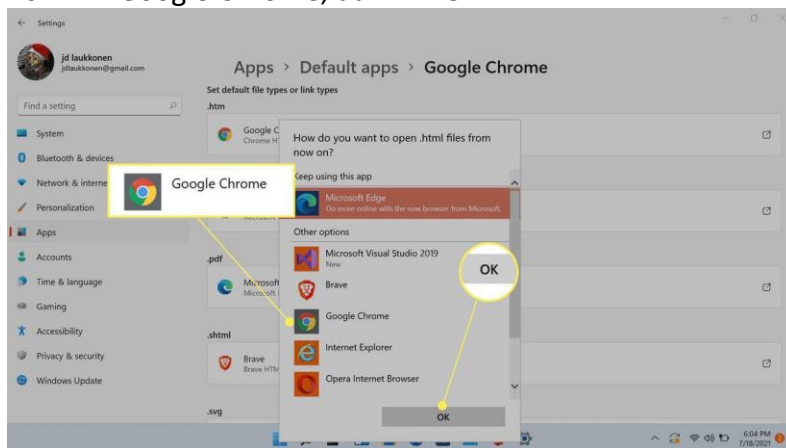 Settings
jd laukkonen
jdlaukkonen@gmail.com
Apps > Default apps > Google Chrome
Set default file types or link types
Find a setting
.htm
System
Bluetooth & devices
Network & interne
Personalization
Apps
Accounts
Time & language
Gaming
Accessibility
Privacy & security
Windows Update
Google C
Chrome H
How do you want to open .html files from
now on?
Keep using this app
Microsoft Edge
Do more online with the new browser from Microsoft.
Other options
Microsoft Visual Studio 2019
New
Brave
Google Chrome
Internet Explorer
Opera Internet Browser
OK
Google Chrome
OK
.pdf
Microsoft
Microsoft
.shtml
Brave
Brave HTM
.svg
6:04 PM
7/18/2021